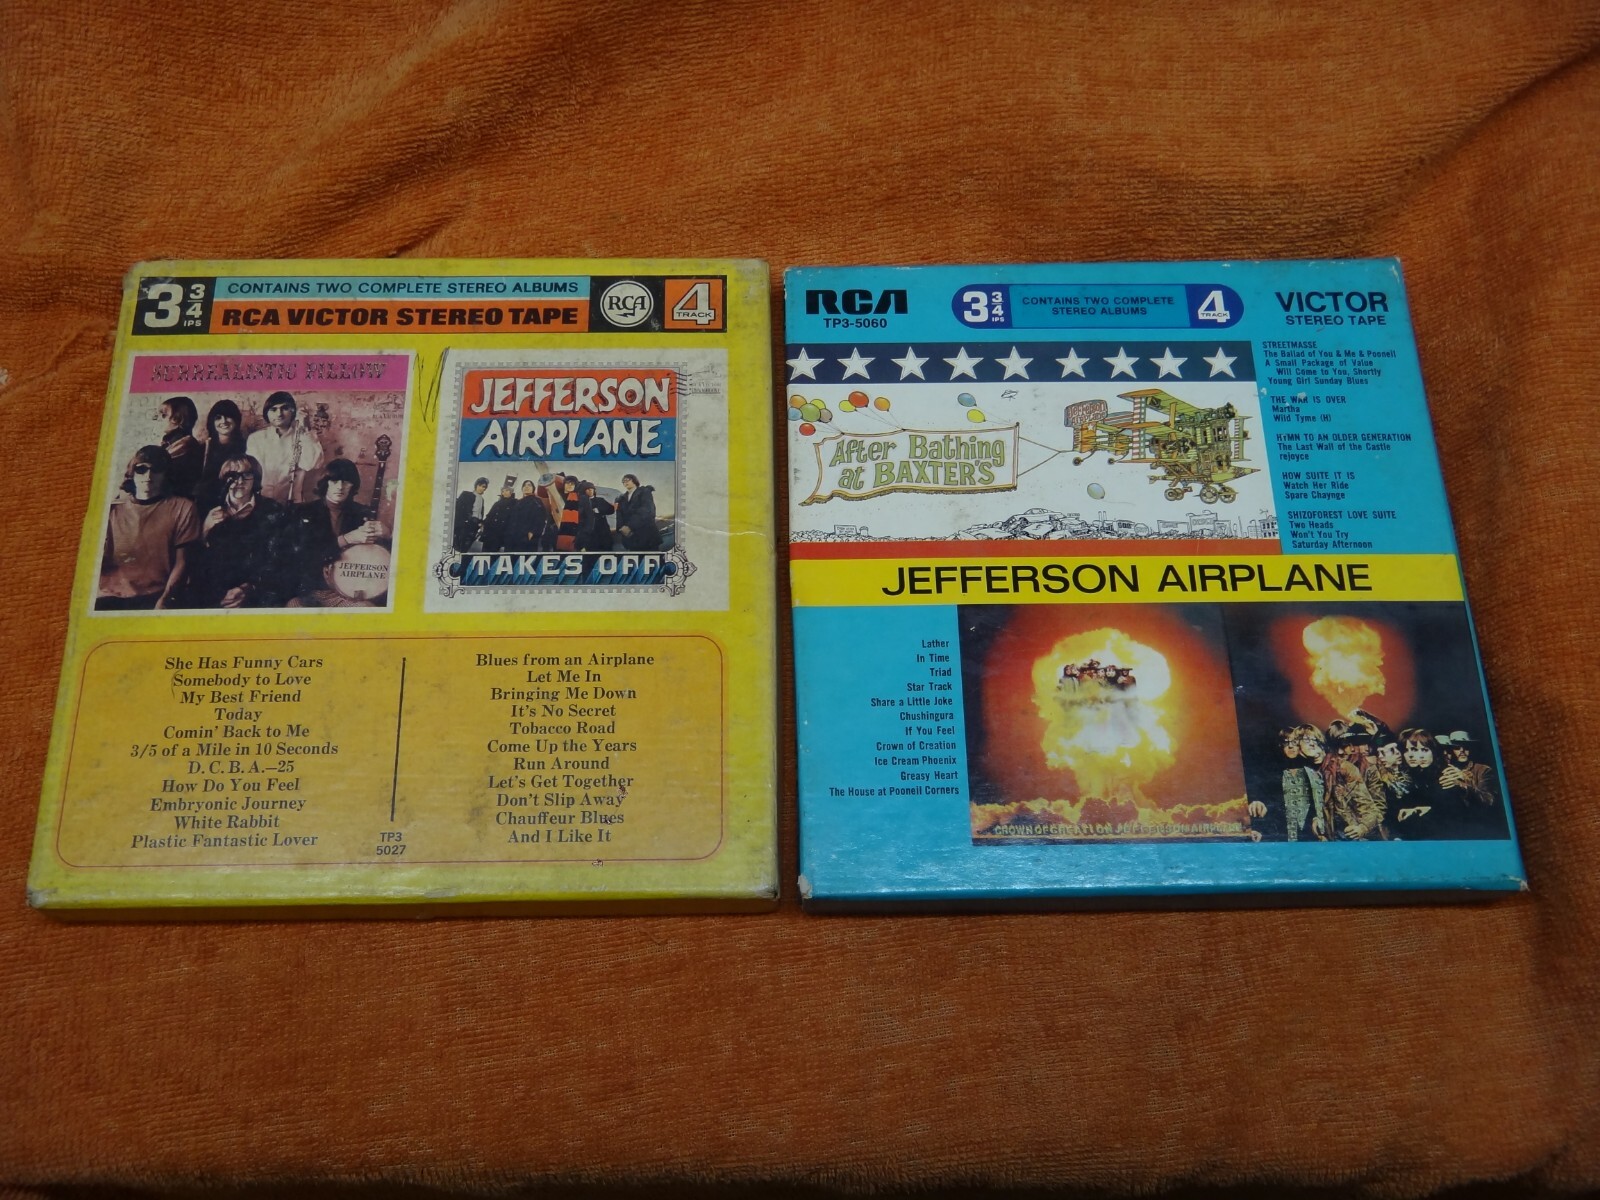 3 3/4 IPS
CONTAINS TWO COMPLETE STEREO ALBUMS
RCA VICTOR STEREO TAPE
RCA
4
TRACK
SURREALISTIC PILLOW
JEFFERSON
AIRPLANE
JEFFERSON
AIRPLANE
TAKES OFF
She Has Funny Cars
Somebody to Love
My Best Friend
Today
Comin' Back to Me
3/5 of a Mile in 10 Seconds
D.C.B.A.–25
How Do You Feel
Embryonic Journey
White Rabbit
Plastic Fantastic Lover
TP3
5027
Blues from an Airplane
Let Me In
Bringing Me Down
It's No Secret
Tobacco Road
Come Up the Years
Run Around
Let's Get Together
Don't Slip Away
Chauffeur Blues
And I Like It
RCA
TP3-5060
3 3/4 IPS
CONTAINS TWO COMPLETE
STEREO ALBUMS
4
TRACK
VICTOR
STEREO TAPE
After Bathing
at BAXTER'S
STREETMASSE
The Ballad of You & Me & Pooneil
A Small Package of Value
Will Come to You, Shortly
Young Girl Sunday Blues
THE WAR IS OVER
Martha
Wild Tyme (H)
HYMN TO AN OLDER GENERATION
The Last Wall of the Castle
rejoyce
HOW SUITE IT IS
Watch Her Ride
Spare Chaynge
SHIZOFOREST LOVE SUITE
Two Heads
Won't You Try
Saturday Afternoon
JEFFERSON AIRPLANE
Lather
In Time
Triad
Star Track
Share a Little Joke
Chushingura
If You Feel
Crown of Creation
Ice Cream Phoenix
Greasy Heart
The House at Pooneil Corners
CROWN OF CREATION JEFFERSON AIRPLANE